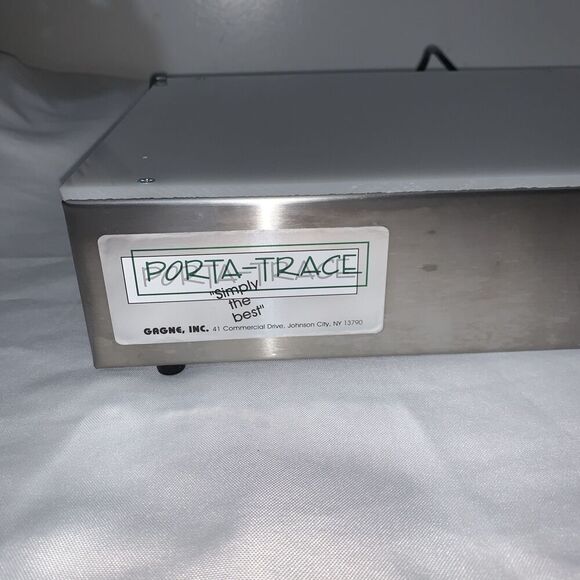 PORTA-TRACE
"Simply
the
best"
GAGNE, INC. 41 Commercial Drive, Johnson City, NY 13790